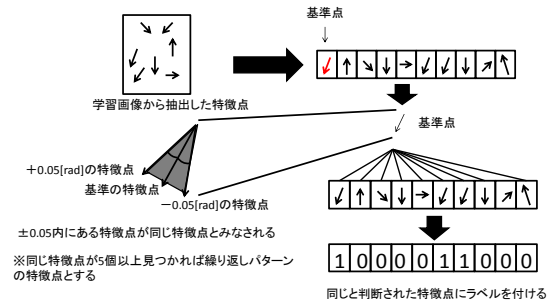 基準点
学習画像から抽出した特徴点
基準点
+0.05[rad]の特徴点
基準の特徴点
−0.05[rad]の特徴点
±0.05内にある特徴点が同じ特徴点とみなされる
※同じ特徴点が5個以上見つかれば繰り返しパターン
の特徴点とする
1 0 0 0 0 1 1 0 0 0
同じと判断された特徴点にラベルを付ける